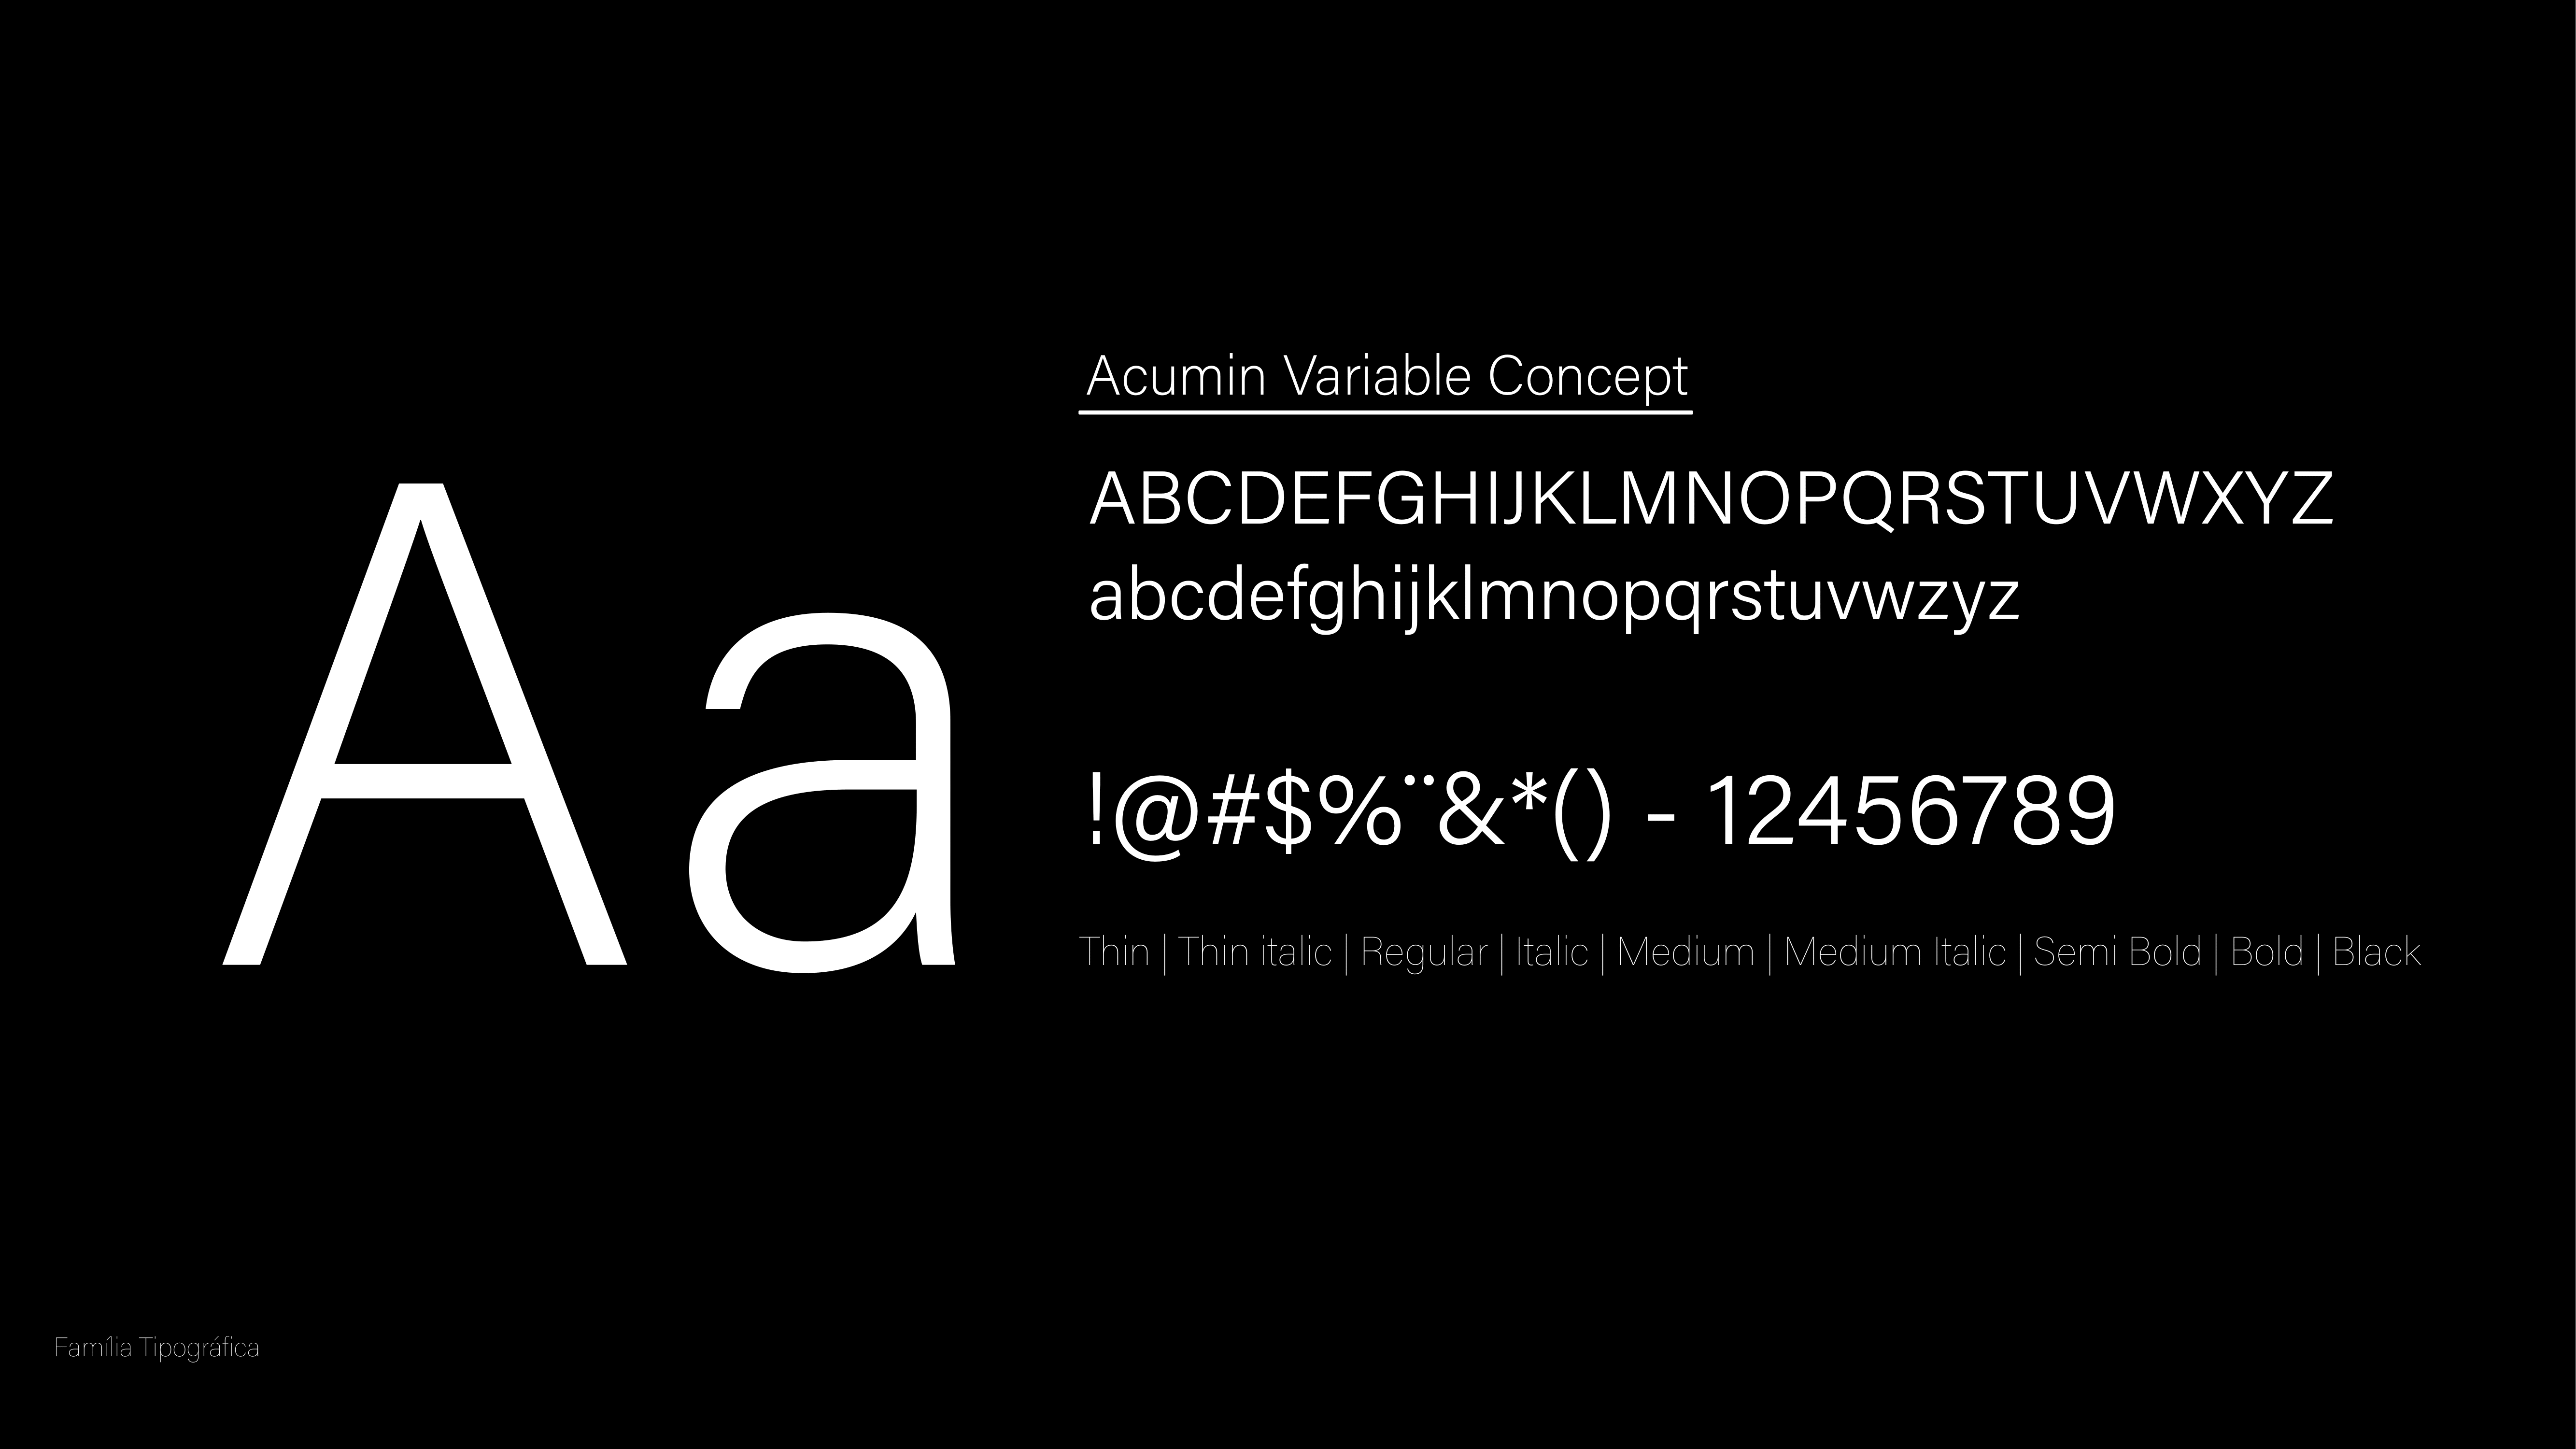 Aa
Acumin Variable Concept
ABCDEFGHIJKLMNOPQRSTUVWXYZ
abcdefghijklmnopqrstuvwzyz
!@#$%¨&*() - 12456789
Thin | Thin italic | Regular | Italic | Medium | Medium Italic | Semi Bold | Bold | Black
Família Tipográfica